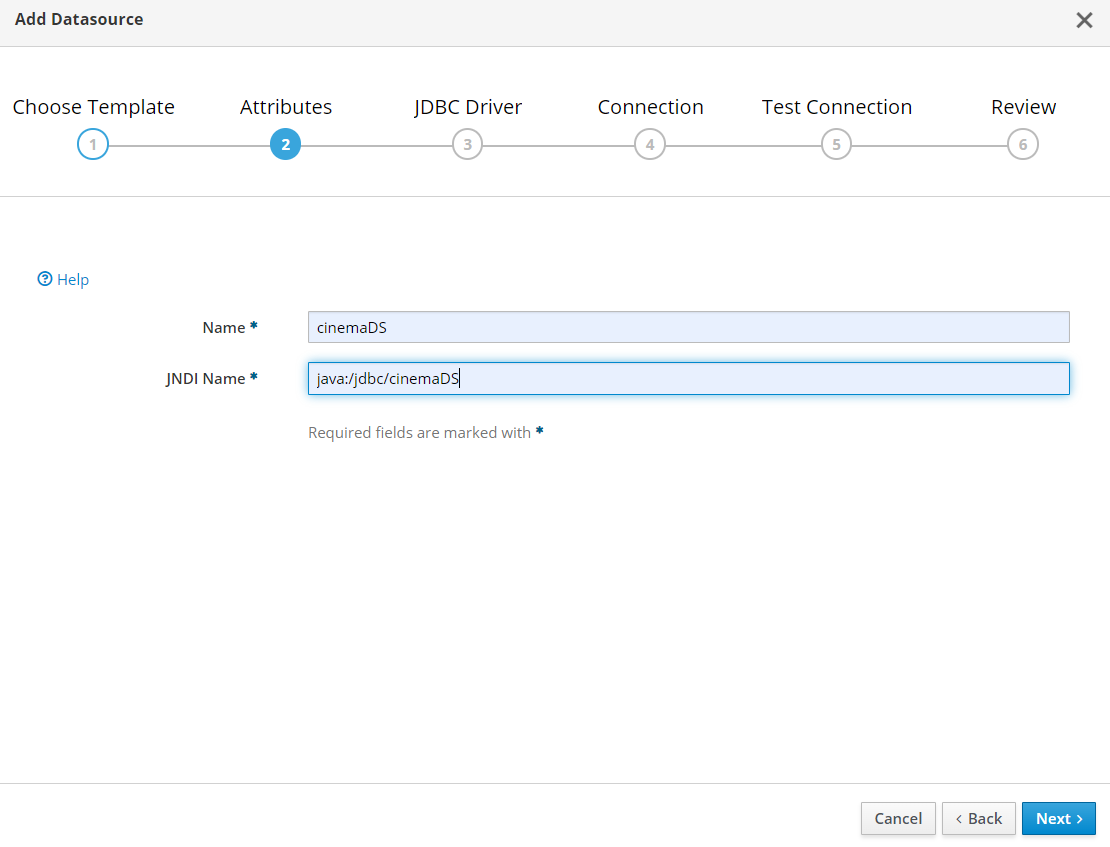 Add Datasource
Choose Template Attributes JDBC Driver Connection Test Connection Review
1 2 3 4 5 6
Help
Name * cinemaDS
JNDI Name * java:/jdbc/cinemaDS
Required fields are marked with *
Cancel < Back Next >